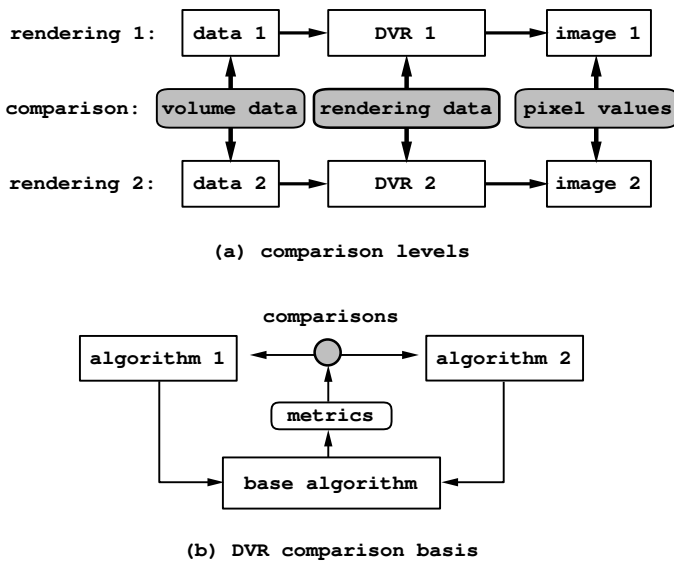 rendering 1: data 1 DVR 1 image 1
comparison: volume data rendering data pixel values
rendering 2: data 2 DVR 2 image 2
(a) comparison levels
comparisons
algorithm 1 algorithm 2
metrics
base algorithm
(b) DVR comparison basis